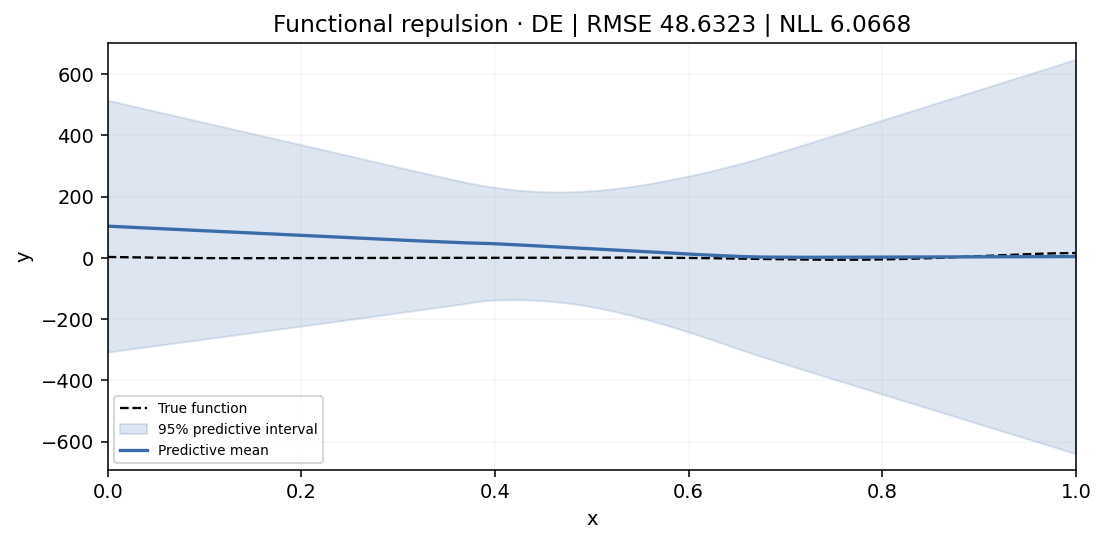 Functional repulsion · DE | RMSE 48.6323 | NLL 6.0668
y
600
400
200
0
−200
−400
−600
True function
95% predictive interval
Predictive mean
0.0 0.2 0.4 0.6 0.8 1.0
x